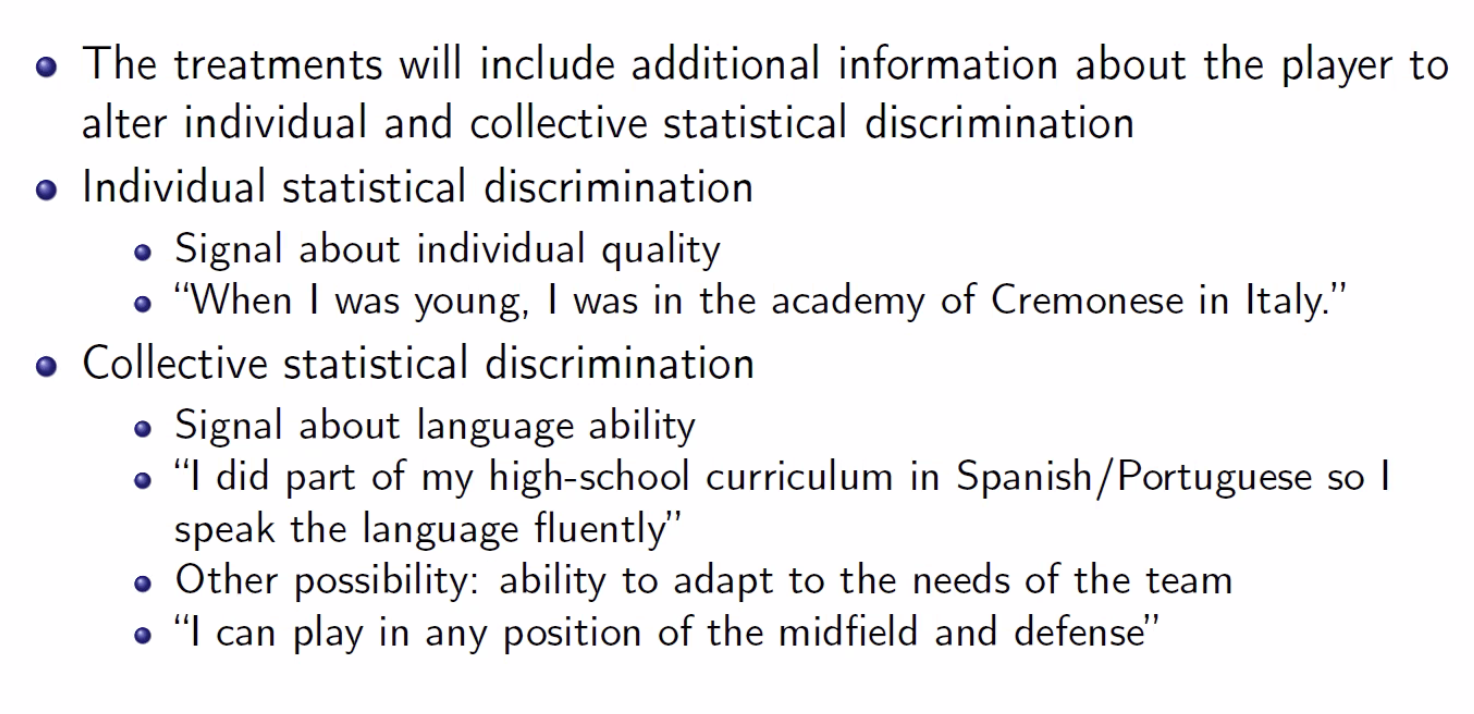 The treatments will include additional information about the player to
alter individual and collective statistical discrimination
Individual statistical discrimination
Signal about individual quality
“When I was young, I was in the academy of Cremonese in Italy.”
Collective statistical discrimination
Signal about language ability
“I did part of my high-school curriculum in Spanish/Portuguese so I
speak the language fluently”
Other possibility: ability to adapt to the needs of the team
“I can play in any position of the midfield and defense”